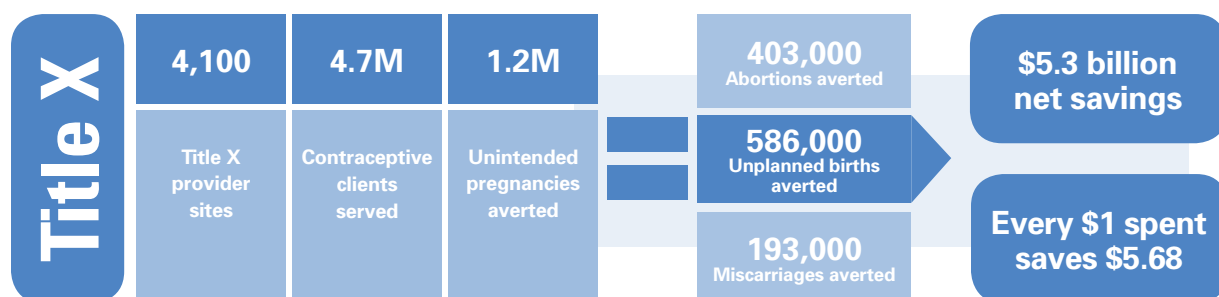 Title X
4,100
Title X
provider
sites
4.7M
Contraceptive
clients
served
1.2M
Unintended
pregnancies
averted
403,000
Abortions averted
586,000
Unplanned births
averted
193,000
Miscarriages averted
$5.3 billion
net savings
Every $1 spent
saves $5.68